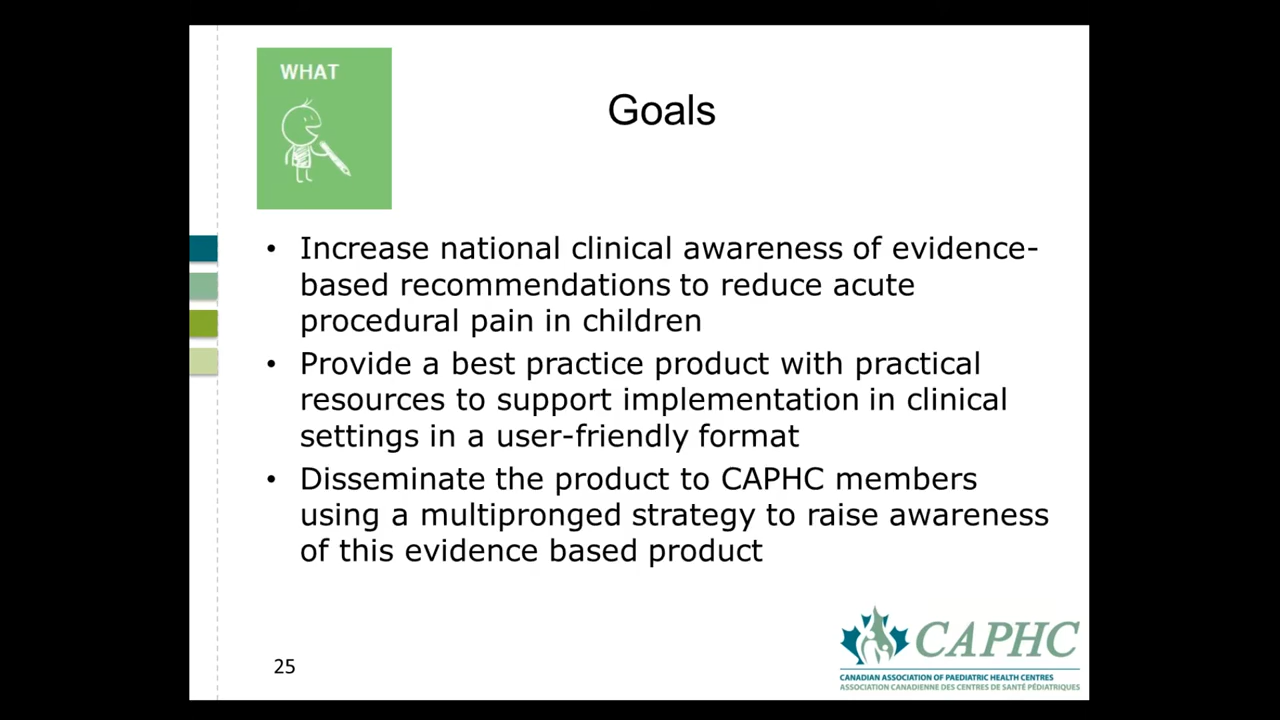 WHAT
Goals
• Increase national clinical awareness of evidence-
based recommendations to reduce acute
procedural pain in children
• Provide a best practice product with practical
resources to support implementation in clinical
settings in a user-friendly format
• Disseminate the product to CAPHC members
using a multipronged strategy to raise awareness
of this evidence based product
25
CAPHC
CANADIAN ASSOCIATION OF PAEDIATRIC HEALTH CENTRES
ASSOCIATION CANADIENNE DES CENTRES DE SANTÉ PÉDIATRIQUES